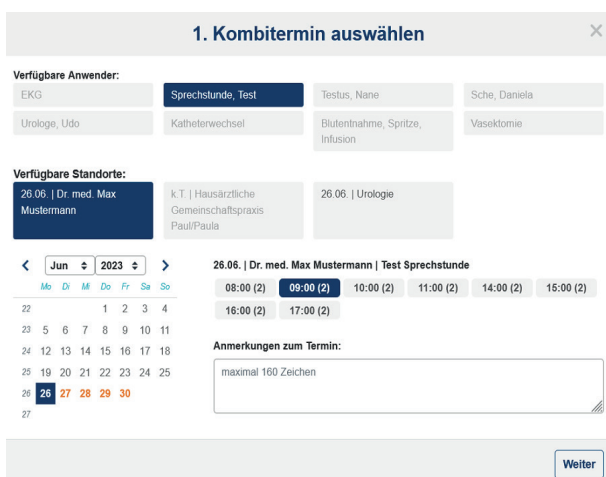 1. Kombitermin auswählen
×
Verfügbare Anwender:
EKG
Sprechstunde, Test
Testus, Nane
Sche, Daniela
Urologe, Udo
Katheterwechsel
Blutentnahme, Spritze,
Infusion
Vasektomie
Verfügbare Standorte:
26.06. | Dr. med. Max
Mustermann
k.T. | Hausärztliche
Gemeinschaftspraxis
Paul/Paula
26.06. | Urologie
Jun 2023
Mo Di Mi Do Fr Sa So
22 1 2 3 4
23 5 6 7 8 9 10 11
24 12 13 14 15 16 17 18
25 19 20 21 22 23 24 25
26 26 27 28 29 30
27
26.06. | Dr. med. Max Mustermann | Test Sprechstunde
08:00 (2) 09:00 (2) 10:00 (2) 11:00 (2) 14:00 (2) 15:00 (2)
16:00 (2) 17:00 (2)
Anmerkungen zum Termin:
maximal 160 Zeichen
Weiter